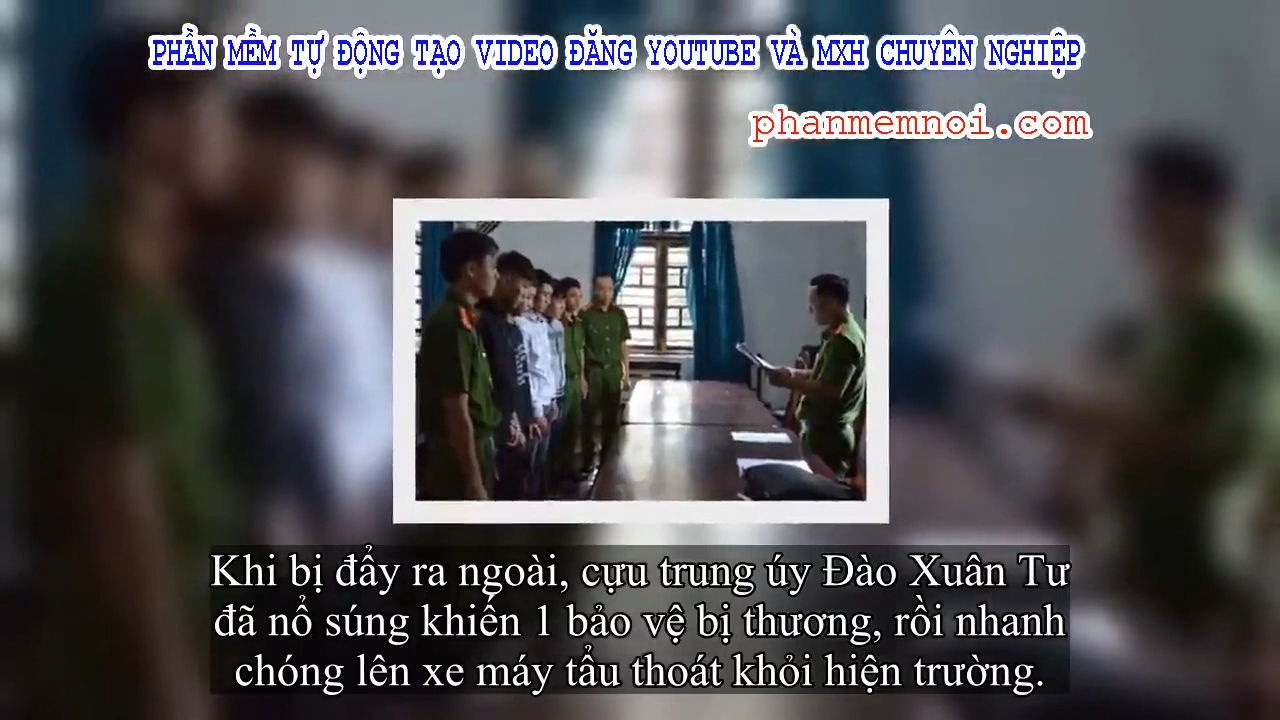 PHẦN MỀM TỰ ĐỘNG TẠO VIDEO ĐĂNG YOUTUBE VÀ MXH CHUYÊN NGHIỆP
phanmemnoi.com
Khi bị đẩy ra ngoài, cựu trung úy Đào Xuân Tư
đã nổ súng khiến 1 bảo vệ bị thương, rồi nhanh
chóng lên xe máy tẩu thoát khỏi hiện trường.